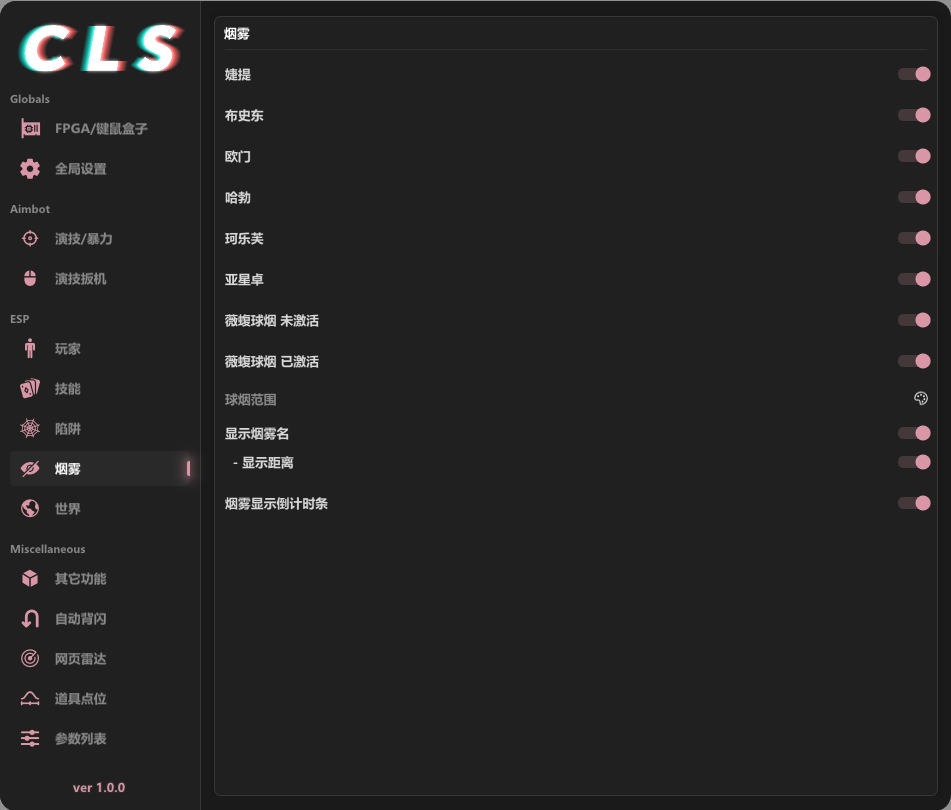 CLS
Globals
FPGA/键鼠盒子
全局设置
Aimbot
演技/暴力
演技扳机
ESP
玩家
技能
陷阱
烟雾
世界
Miscellaneous
其它功能
自动背闪
网页雷达
道具点位
参数列表
ver 1.0.0
烟雾
婕提
布史东
欧门
哈勃
珂乐芙
亚星卓
薇蝮球烟 未激活
薇蝮球烟 已激活
球烟范围
显示烟雾名
- 显示距离
烟雾显示倒计时条